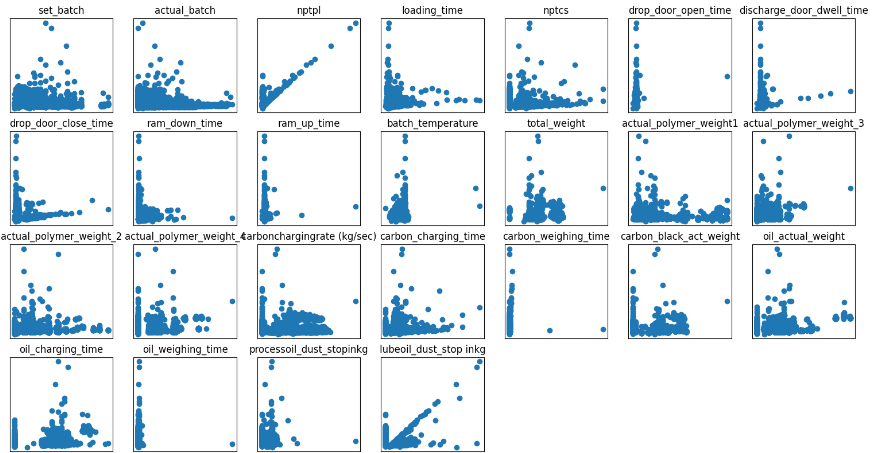 set_batch
actual_batch
nptpl
loading_time
nptcs
drop_door_open_time
discharge_door_dwell_time
drop_door_close_time
ram_down_time
ram_up_time
batch_temperature
total_weight
actual_polymer_weight1
actual_polymer_weight_3
actual_polymer_weight_2
actual_polymer_weight_4
carbonchargingrate (kg/sec)
carbon_charging_time
carbon_weighing_time
carbon_black_act_weight
oil_actual_weight
oil_charging_time
oil_weighing_time
processoil_dust_stopinkg
lubeoil_dust_stop inkg